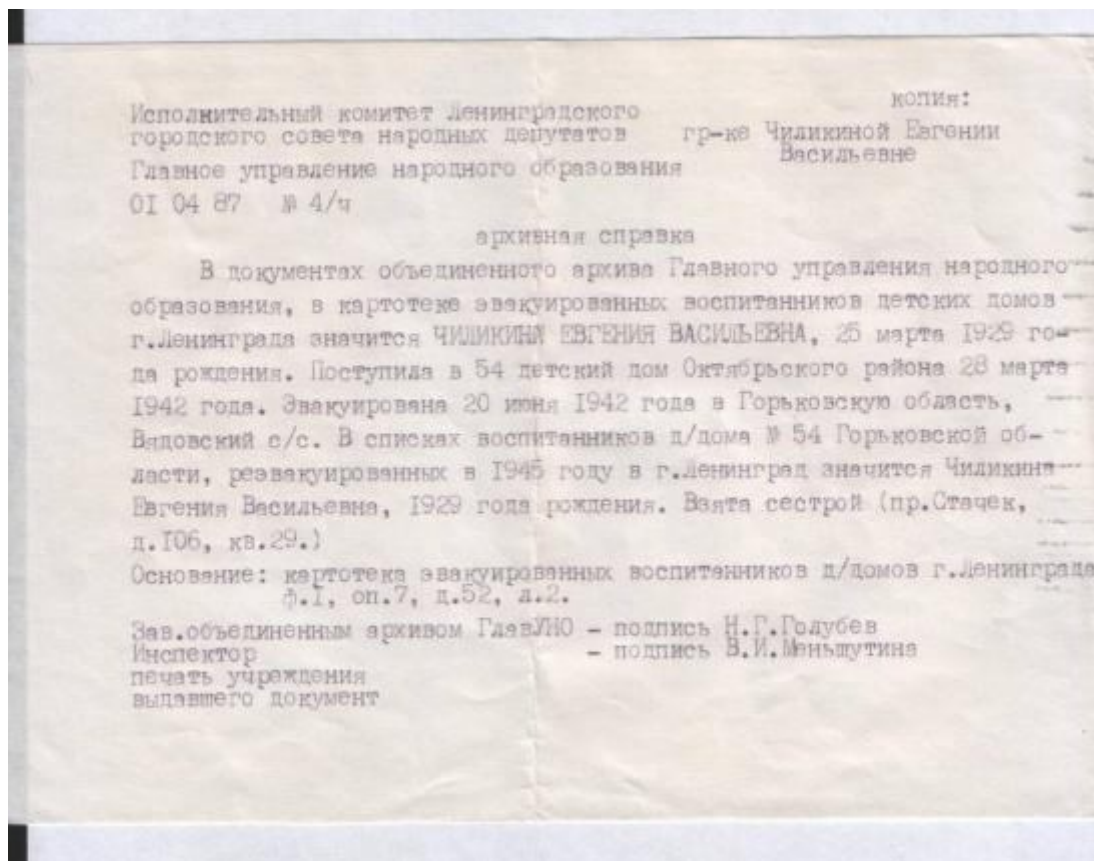 копия:
Исполнительный комитет Ленинградского
городского совета народных депутатов гр-ке Чиликиной Евгении
Васильевне
Главное управление народного образования
01 04 87 № 4/ч
архивная справка
В документах объединенного архива Главного управления народного
образования, в картотеке эвакуированных воспитанников детских домов
г.Ленинграда значится ЧИЛИКИНА ЕВГЕНИЯ ВАСИЛЬЕВНА, 25 марта 1929 го-
да рождения. Поступила в 54 детский дом Октябрьского района 28 марта
1942 года. Эвакуирована 20 июня 1942 года в Горьковскую область,
Вадовский с/с. В списках воспитанников д/дома № 54 Горьковской об-
ласти, реэвакуированных в 1945 году в г.Ленинград значится Чиликина
Евгения Васильевна, 1929 года рождения. Взята сестрой (пр.Стачек,
д.106, кв.29.)
Основание: картотека эвакуированных воспитанников д/домов г.Ленинграда
ф.1, оп.7, д.52, л.2.
Зав.объединенным архивом ГлавУНО – подпись Н.Г.Голубев
Инспектор – подпись В.И.Меньшутина
печать учреждения
выдавшего документ